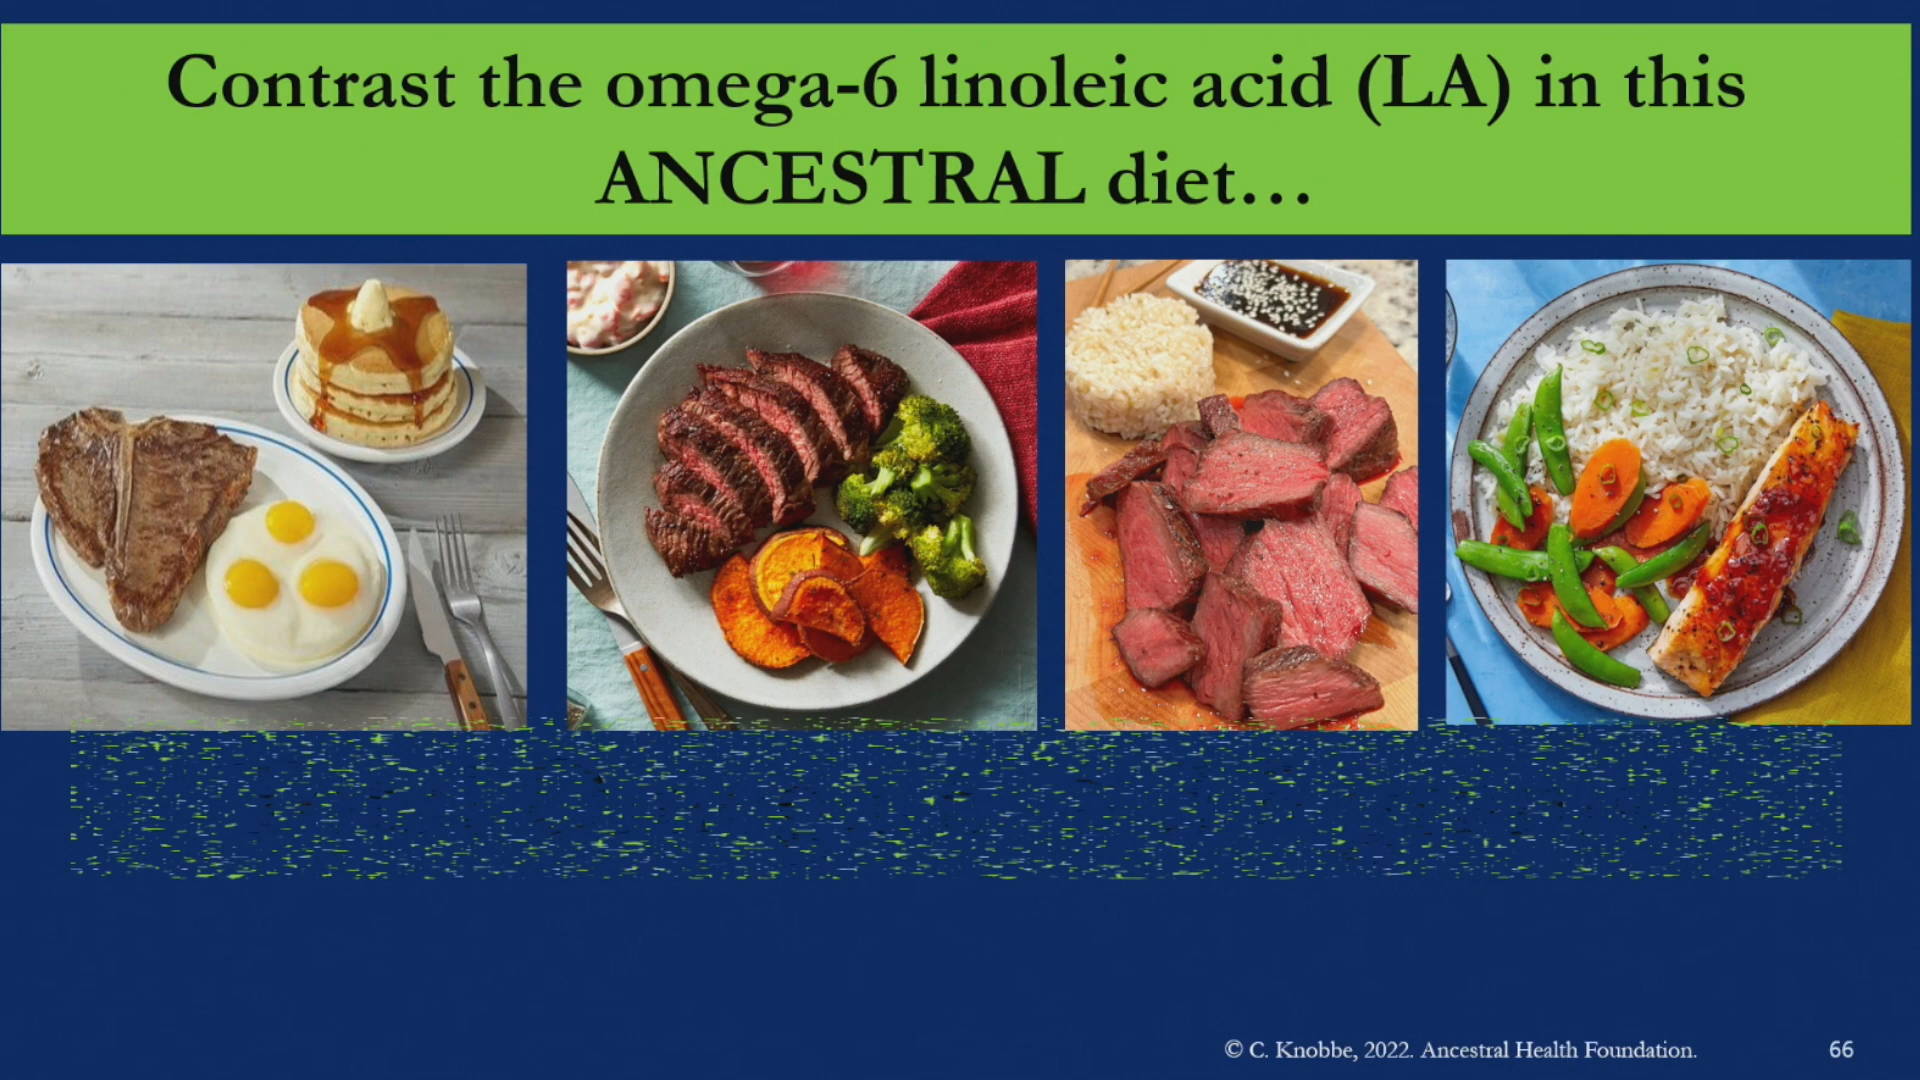 Contrast the omega-6 linoleic acid (LA) in this
ANCESTRAL diet…
© C. Knobbe, 2022. Ancestral Health Foundation.
66